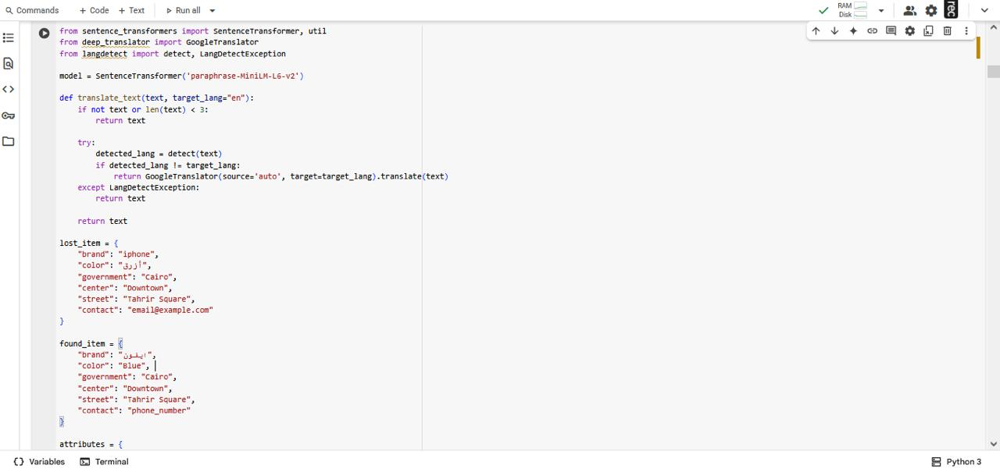 Commands
+ Code
+ Text
Run all
RAM
Disk
rec
from sentence_transformers import SentenceTransformer, util
from deep_translator import GoogleTranslator
from langdetect import detect, LangDetectException
model = SentenceTransformer('paraphrase-MiniLM-L6-v2')
def translate_text(text, target_lang="en"):
    if not text or len(text) < 3:
        return text
    try:
        detected_lang = detect(text)
        if detected_lang != target_lang:
            return GoogleTranslator(source='auto', target=target_lang).translate(text)
    except LangDetectException:
        return text
    return text
lost_item = {
    "brand": "iphone",
    "color": "أزرق",
    "government": "Cairo",
    "center": "Downtown",
    "street": "Tahrir Square",
    "contact": "email@example.com"
}
found_item = {
    "brand": "ايفون",
    "color": "Blue",
    "government": "Cairo",
    "center": "Downtown",
    "street": "Tahrir Square",
    "contact": "phone_number"
}
attributes = {
Variables
Terminal
Python 3